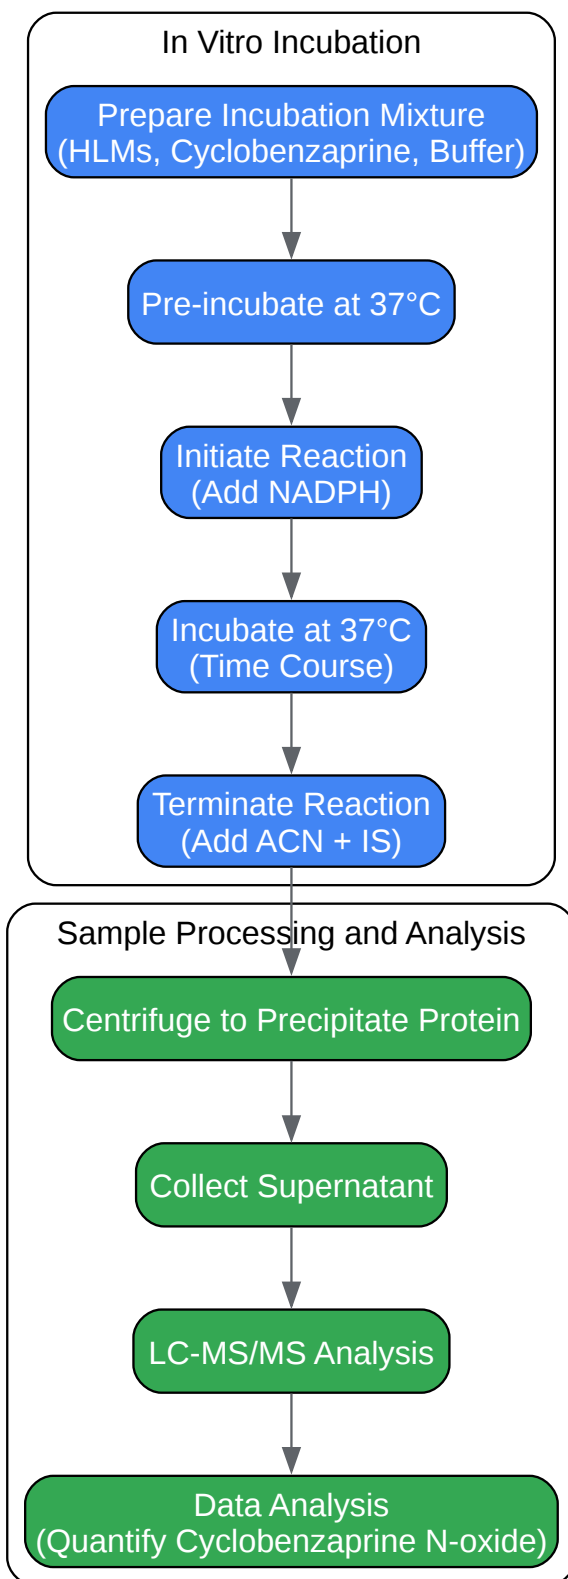 In Vitro Incubation
Prepare Incubation Mixture
(HLMs, Cyclobenzaprine, Buffer)
Pre-incubate at 37°C
Initiate Reaction
(Add NADPH)
Incubate at 37°C
(Time Course)
Terminate Reaction
(Add ACN + IS)
Sample Processing and Analysis
Centrifuge to Precipitate Protein
Collect Supernatant
LC-MS/MS Analysis
Data Analysis
(Quantify Cyclobenzaprine N-oxide)